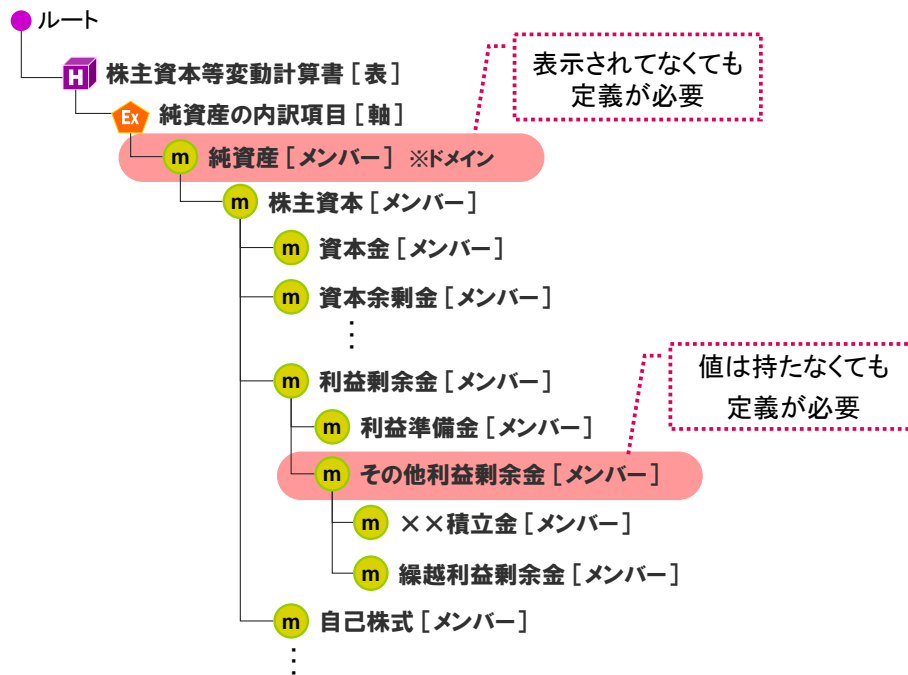 ルート
H 株主資本等変動計算書［表］
Ex 純資産の内訳項目［軸］
表示されてなくても
定義が必要
m 純資産［メンバー］ ※ドメイン
m 株主資本［メンバー］
m 資本金［メンバー］
m 資本余剰金［メンバー］
⋮
m 利益剰余金［メンバー］
値は持たなくても
定義が必要
m 利益準備金［メンバー］
m その他利益剰余金［メンバー］
m ××積立金［メンバー］
m 繰越利益剰余金［メンバー］
m 自己株式［メンバー］
⋮